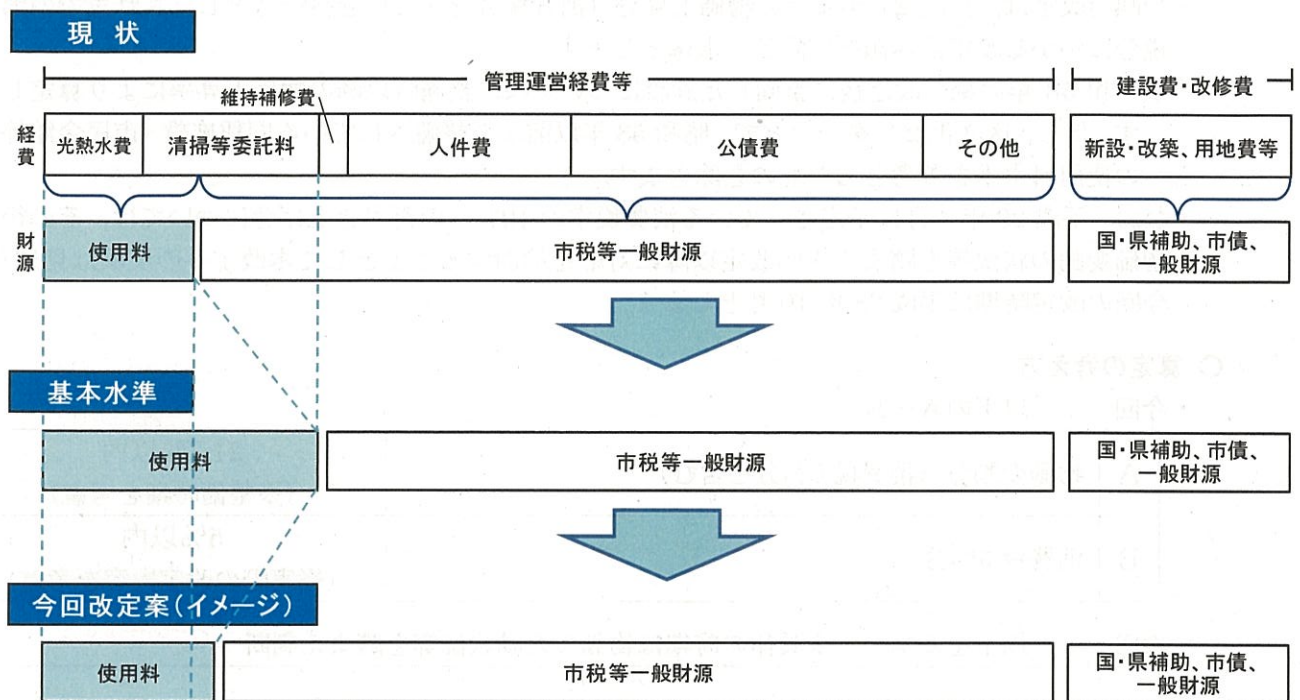 現状
管理運営経費等
建設費・改修費
維持補修費
経費
光熱水費
清掃等委託料
人件費
公債費
その他
新設・改築、用地費等
財源
使用料
市税等一般財源
国・県補助、市債、
一般財源
基本水準
使用料
市税等一般財源
国・県補助、市債、
一般財源
今回改定案(イメージ)
使用料
市税等一般財源
国・県補助、市債、
一般財源